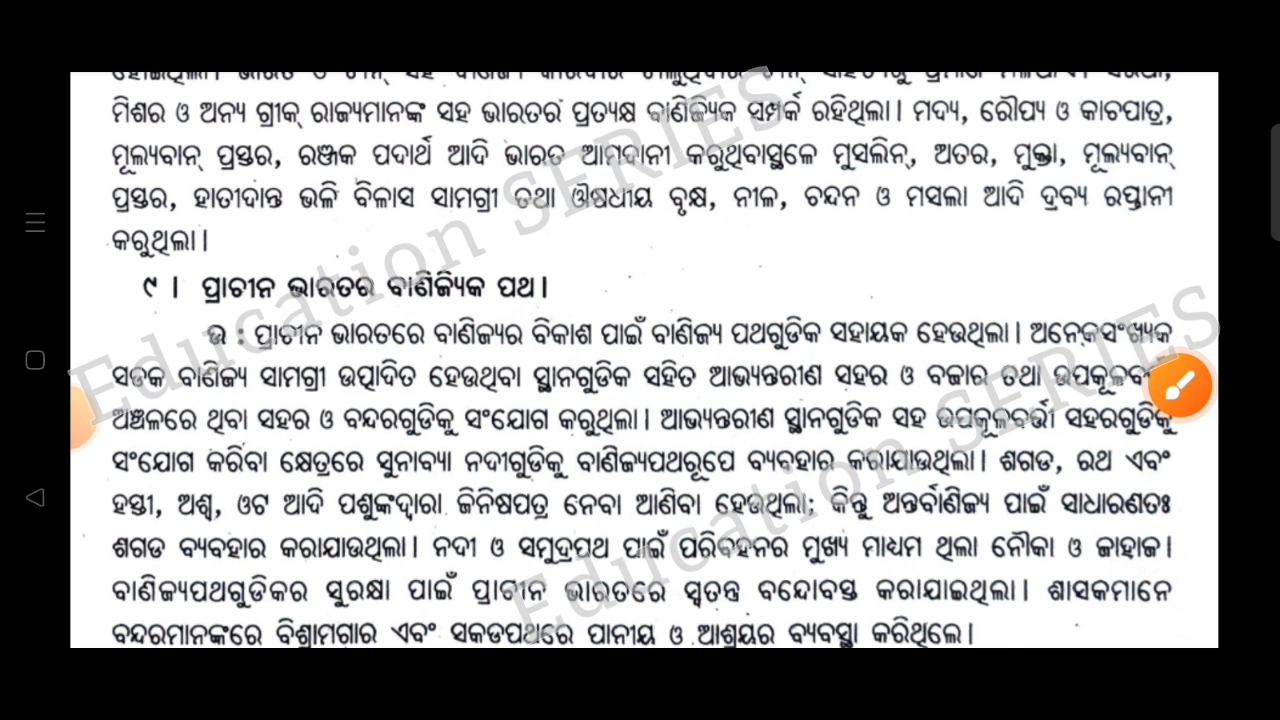 ମିଶର ଓ ଅନ୍ୟ ଗ୍ରୀକ୍ ରାଜ୍ୟମାନଙ୍କ ସହ ଭାରତର ପ୍ରତ୍ୟକ୍ଷ ବାଣିଜ୍ୟିକ ସମ୍ପର୍କ ରହିଥିଲା। ମଦ୍ୟ, ରୌପ୍ୟ ଓ କାଚପାତ୍ର,
ମୂଲ୍ୟବାନ୍ ପ୍ରସ୍ତର, ରଞ୍ଜକ ପଦାର୍ଥ ଆଦି ଭାରତ ଆମଦାନୀ କରୁଥିବାସ୍ଥଳେ ମୁସଲିନ୍, ଅତର, ମୁକ୍ତା, ମୂଲ୍ୟବାନ୍
ପ୍ରସ୍ତର, ହାତୀଦାନ୍ତ ଭଳି ବିଳାସ ସାମଗ୍ରୀ ତଥା ଔଷଧୀୟ ବୃକ୍ଷ, ନୀଳ, ଚନ୍ଦନ ଓ ମସଲା ଆଦି ଦ୍ରବ୍ୟ ରପ୍ତାନୀ
କରୁଥିଲା।
୯ । ପ୍ରାଚୀନ ଭାରତର ବାଣିଜ୍ୟିକ ପଥ।
ଉ : ପ୍ରାଚୀନ ଭାରତରେ ବାଣିଜ୍ୟର ବିକାଶ ପାଇଁ ବାଣିଜ୍ୟ ପଥଗୁଡିକ ସହାୟକ ହେଉଥିଲା। ଅନେକସଂଖ୍ୟକ
ସଡକ ବାଣିଜ୍ୟ ସାମଗ୍ରୀ ଉତ୍ପାଦିତ ହେଉଥିବା ସ୍ଥାନଗୁଡିକ ସହିତ ଆଭ୍ୟନ୍ତରୀଣ ସହର ଓ ବଜାର ତଥା
ଅଞ୍ଚଳରେ ଥିବା ସହର ଓ ବନ୍ଦରଗୁଡିକୁ ସଂଯୋଗ କରୁଥିଲା। ଆଭ୍ୟନ୍ତରୀଣ ସ୍ଥାନଗୁଡିକ ସହ ଉପକୂଳବର୍ତ୍ତୀ ସହରଗୁଡିକୁ
ସଂଯୋଗ କରିବା କ୍ଷେତ୍ରରେ ସୁନାବ୍ୟା ନଦୀଗୁଡିକୁ ବାଣିଜ୍ୟପଥରୂପେ ବ୍ୟବହାର କରାଯାଉଥିଲା। ଶଗଡ, ରଥ ଏବଂ
ହସ୍ତୀ, ଅଶ୍ୱ, ଓଟ ଆଦି ପଶୁଙ୍କଦ୍ୱାରା ଜିନିଷପତ୍ର ନେବା ଆଣିବା ହେଉଥିଲା; କିନ୍ତୁ ଅନ୍ତର୍ବାଣିଜ୍ୟ ପାଇଁ ସାଧାରଣତଃ
ଶଗଡ ବ୍ୟବହାର କରାଯାଉଥିଲା। ନଦୀ ଓ ସମୁଦ୍ରପଥ ପାଇଁ ପରିବହନର ମୁଖ୍ୟ ମାଧ୍ୟମ ଥିଲା ନୌକା ଓ ଜାହାଜ।
ବାଣିଜ୍ୟପଥଗୁଡିକର ସୁରକ୍ଷା ପାଇଁ ପ୍ରାଚୀନ ଭାରତରେ ସ୍ୱତନ୍ତ୍ର ବନ୍ଦୋବସ୍ତ କରାଯାଇଥିଲା। ଶାସକମାନେ
ବନ୍ଦରମାନଙ୍କରେ ବିଶ୍ରାମଗାର ଏବଂ ସକଡପଥରେ ପାନୀୟ ଓ ଆଶ୍ରୟର ବ୍ୟବସ୍ଥା କରିଥିଲେ।
Education SERIES
Education SERIES